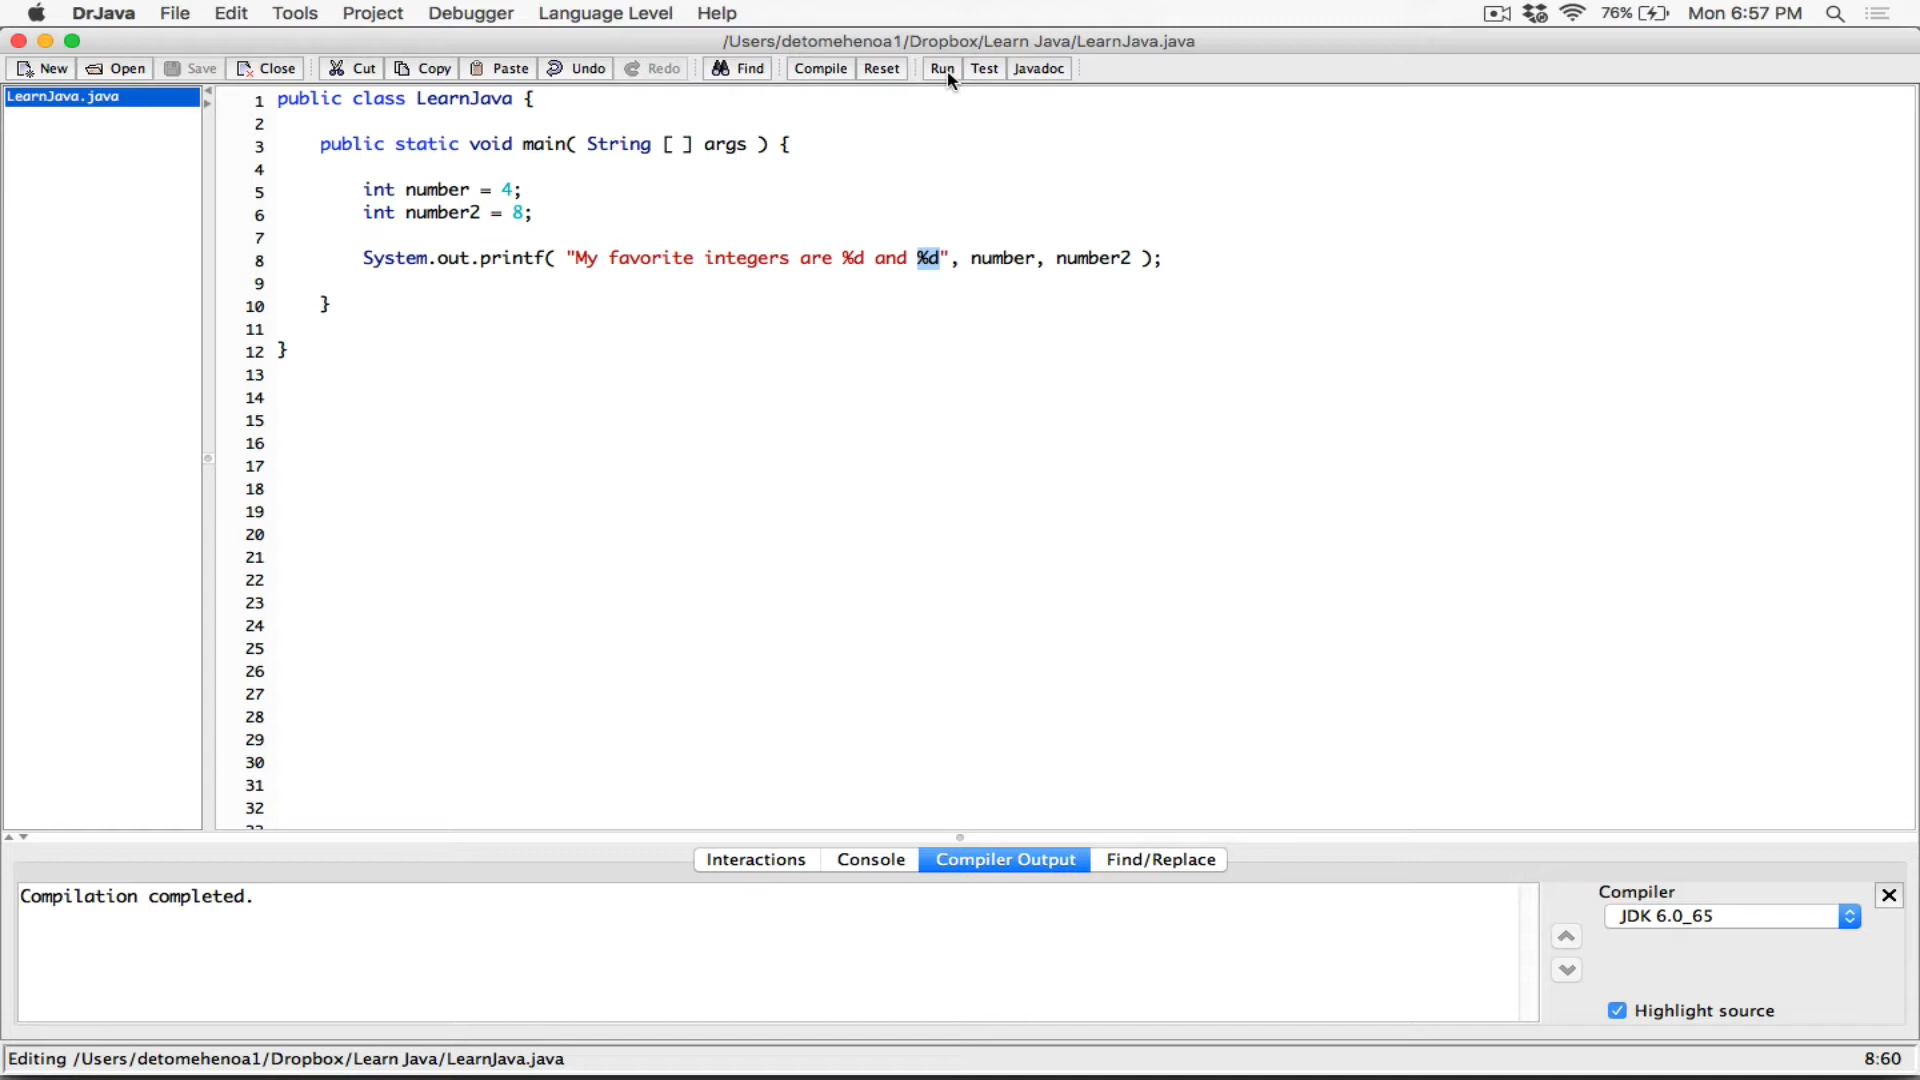 DrJava File Edit Tools Project Debugger Language Level Help 76% Mon 6:57 PM
/Users/detomehenoa1/Dropbox/Learn Java/LearnJava.java
New Open Save Close Cut Copy Paste Undo Redo Find Compile Reset Run Test Javadoc
LearnJava.java
1 public class LearnJava {
2
3 public static void main( String [ ] args ) {
4
5 int number = 4;
6 int number2 = 8;
7
8 System.out.printf( "My favorite integers are %d and %d", number, number2 );
9
10 }
11
12 }
13
14
15
16
17
18
19
20
21
22
23
24
25
26
27
28
29
30
31
32
Interactions Console Compiler Output Find/Replace
Compilation completed.
Compiler
JDK 6.0_65
Highlight source
Editing /Users/detomehenoa1/Dropbox/Learn Java/LearnJava.java 8:60